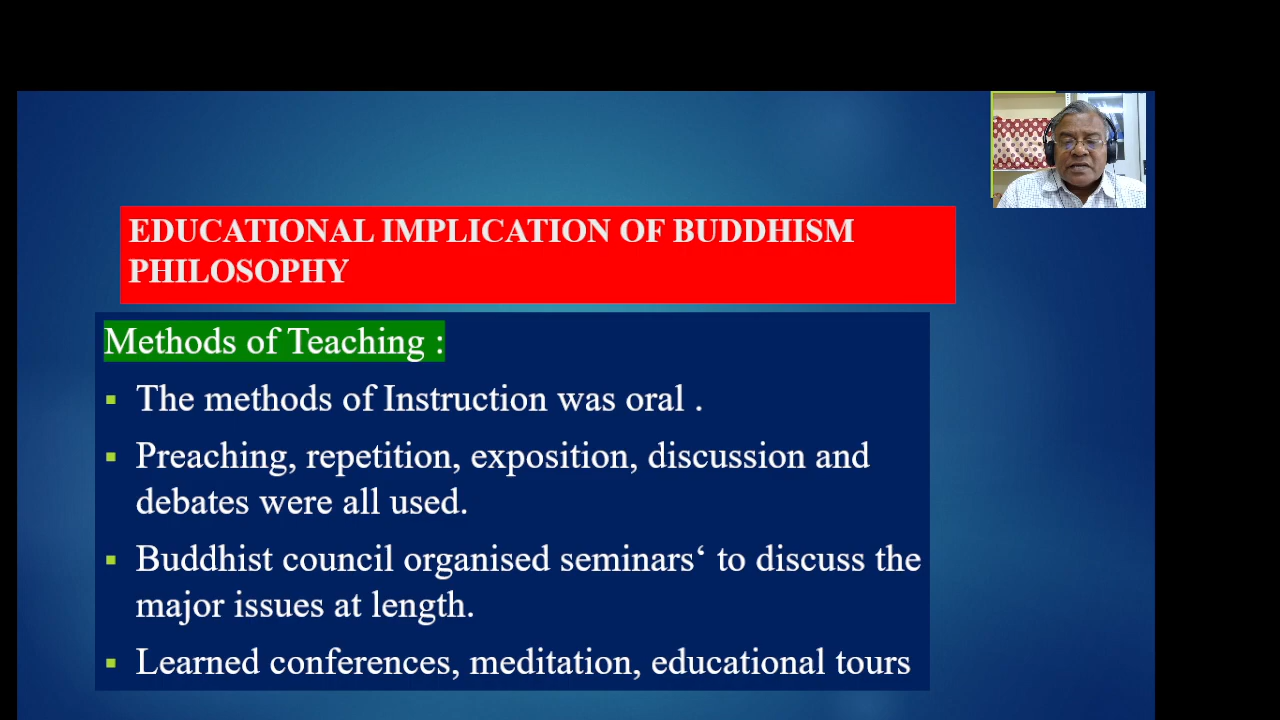 EDUCATIONAL IMPLICATION OF BUDDHISM
PHILOSOPHY
Methods of Teaching :
▪ The methods of Instruction was oral .
▪ Preaching, repetition, exposition, discussion and
debates were all used.
▪ Buddhist council organised seminars‘ to discuss the
major issues at length.
▪ Learned conferences, meditation, educational tours